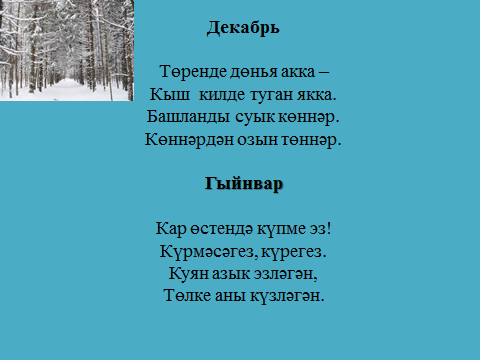 Декабрь
Төренде дөнья акка –
Кыш килде туган якка.
Башланды суык көннәр.
Көннәрдән озын төннәр.
Гыйнвар
Кар өстендә күпме эз!
Күрмәсәгез, күрегез.
Куян азык эзләгән,
Төлке аны күзләгән.